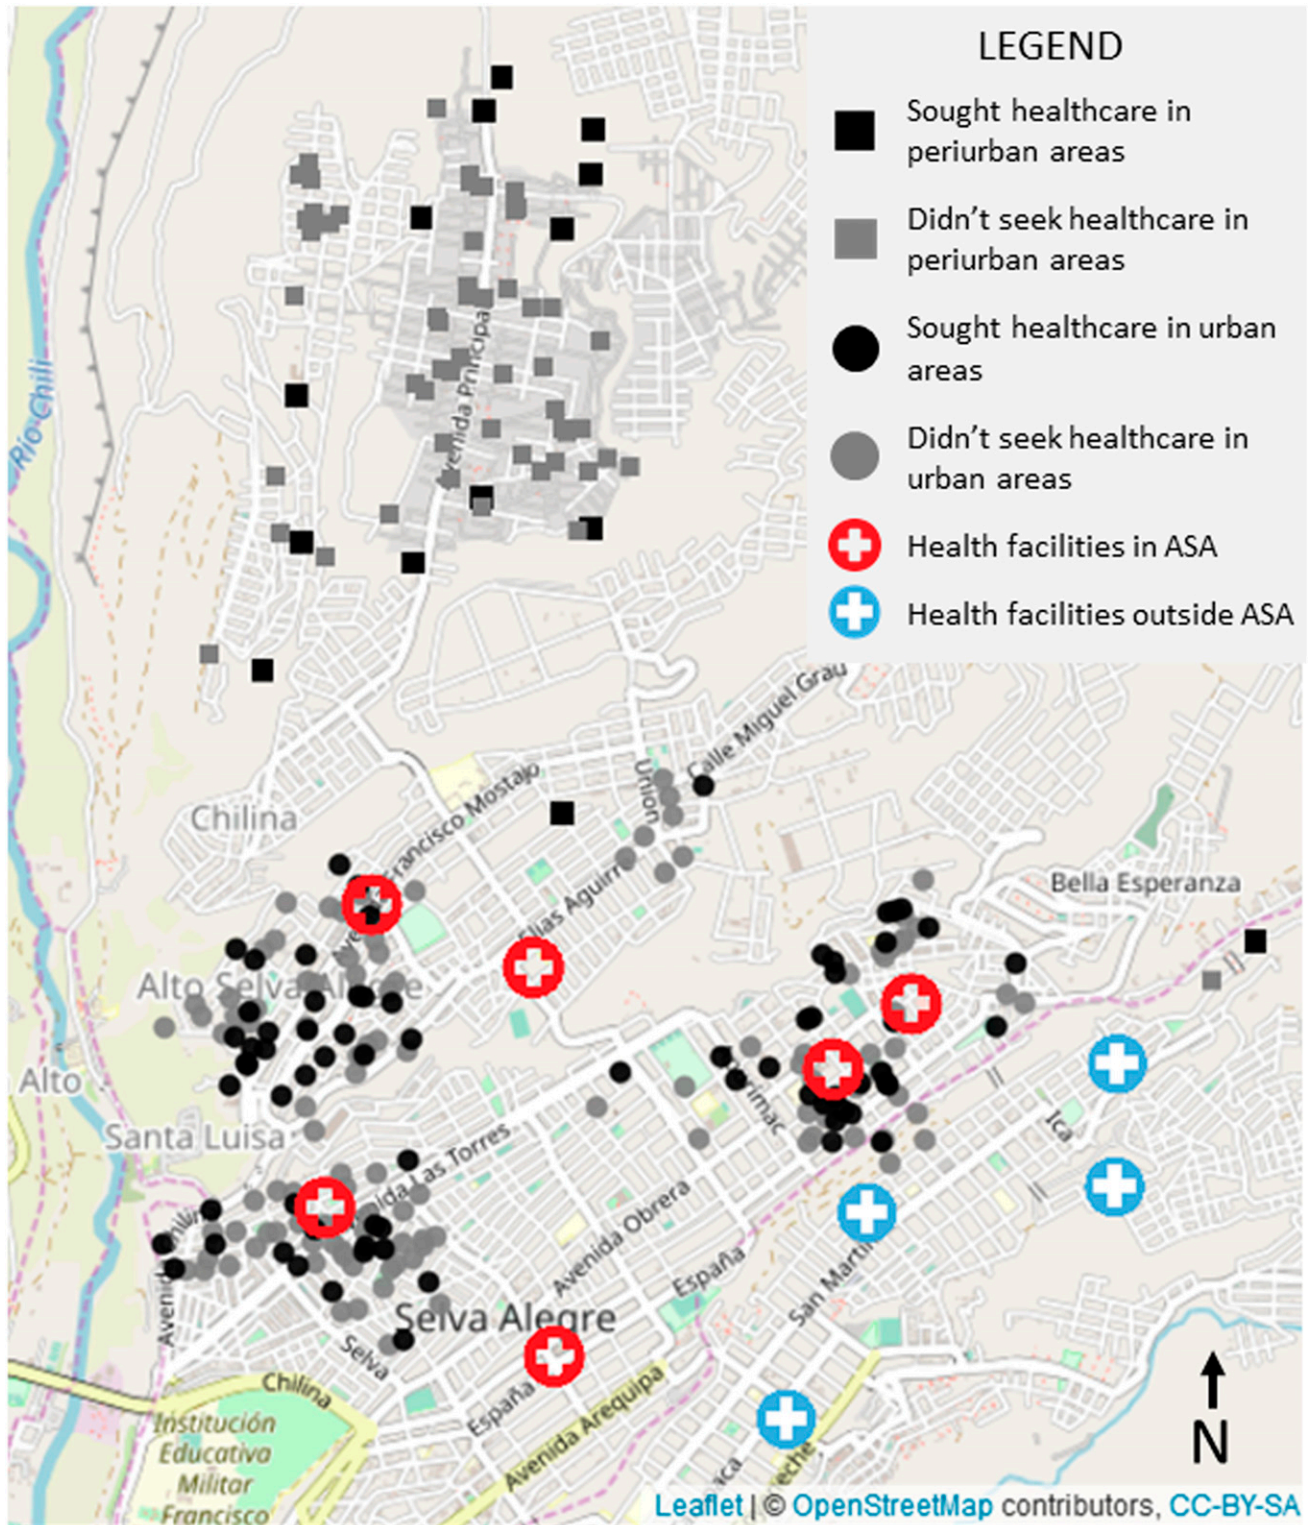 LEGEND
Sought healthcare in
periurban areas
Didn't seek healthcare in
periurban areas
Sought healthcare in urban
areas
Didn't seek healthcare in
urban areas
Health facilities in ASA
Health facilities outside ASA
Río Chili
Avenida Principal
Calle Miguel Grau
Union
Francisco Mostajo
Chilina
Elias Aguirre
Bella Esperanza
Alto Selva Alegre
Alto
Santa Luisa
Ica
Avenida Las Torres
Avenida Obrera
España
San Martín
Avenida
Selva Alegre
Selva
Chilina
España
Avenida Arequipa
Institución
Educativa
Militar
Francisco
N
Leaflet | © OpenStreetMap contributors, CC-BY-SA